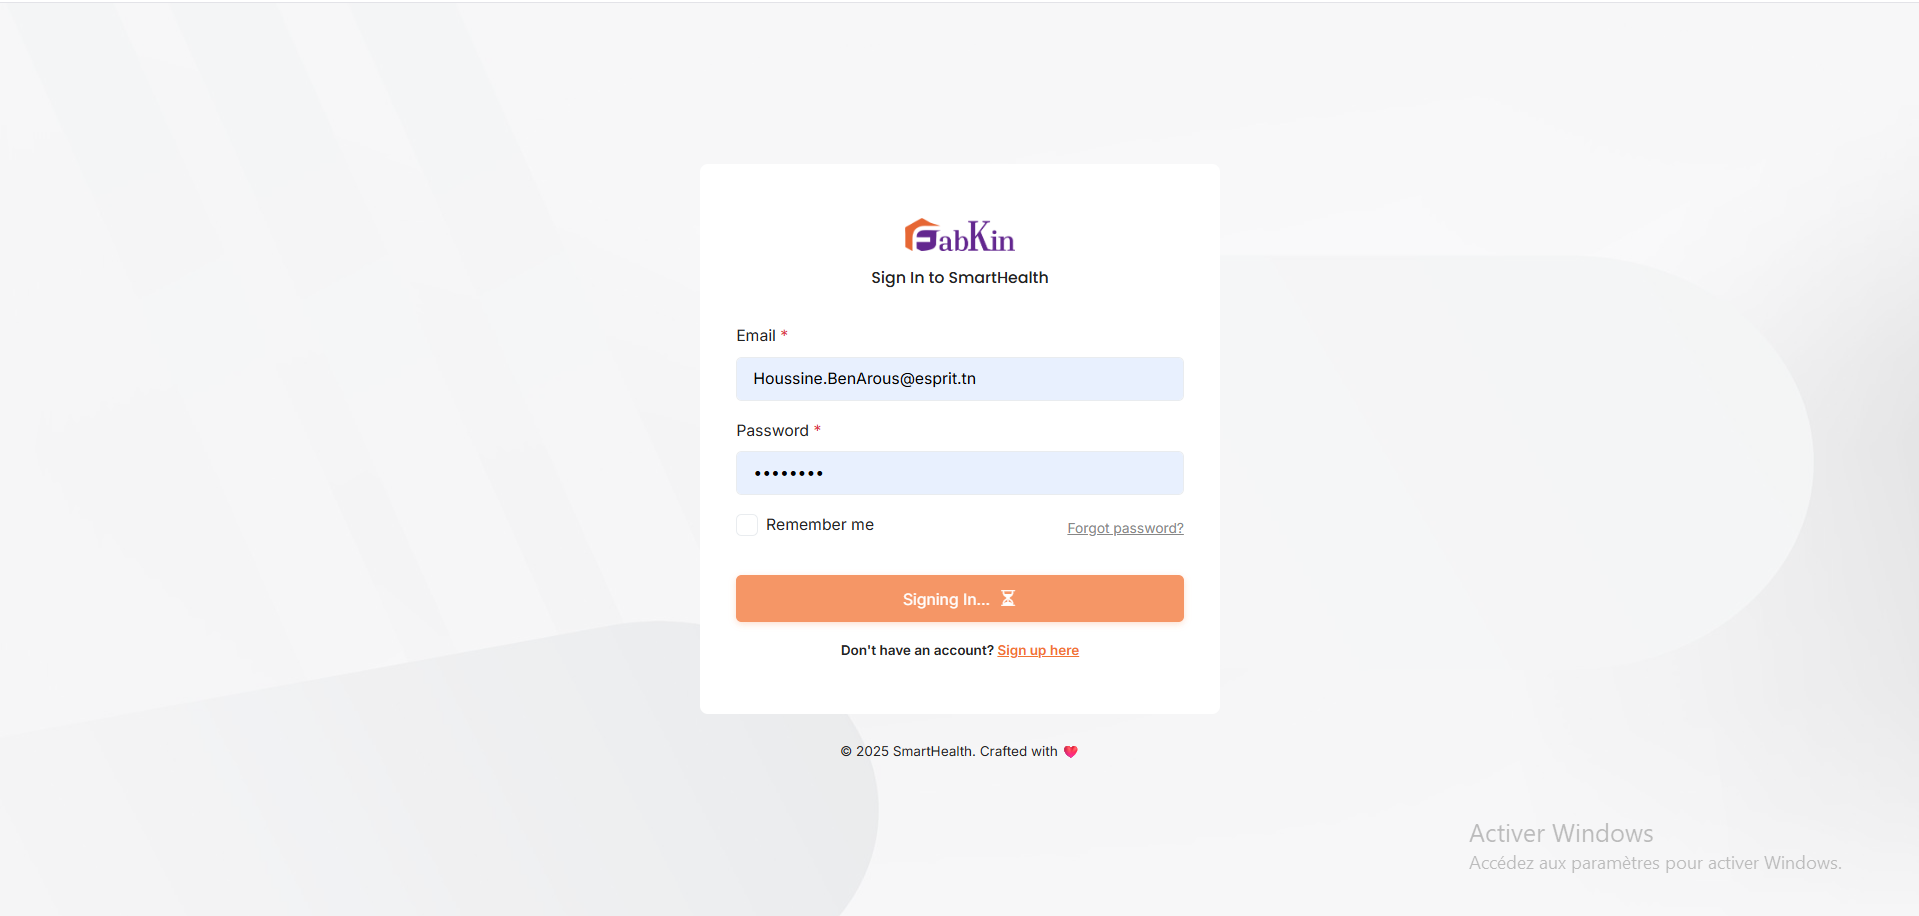 FabKin
Sign In to SmartHealth
Email *
Houssine.BenArous@esprit.tn
Password *
••••••••
Remember me
Forgot password?
Signing In... ⏳
Don't have an account? Sign up here
© 2025 SmartHealth. Crafted with ❤️
Activer Windows
Accédez aux paramètres pour activer Windows.